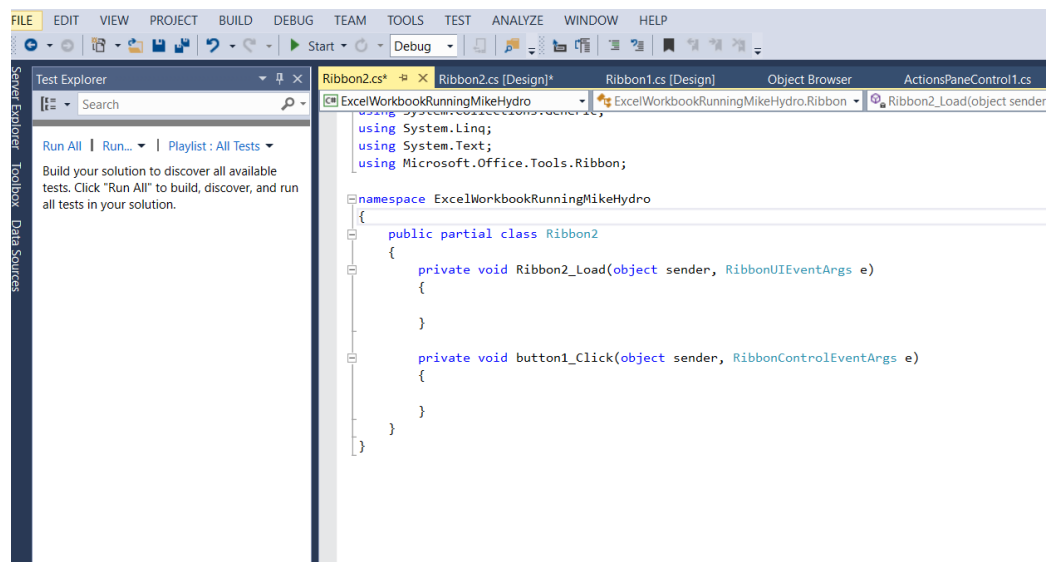 FILE EDIT VIEW PROJECT BUILD DEBUG TEAM TOOLS TEST ANALYZE WINDOW HELP
Start Debug
Server Explorer
Toolbox
Data Sources
Test Explorer
Search
Run All | Run... | Playlist : All Tests
Build your solution to discover all available
tests. Click "Run All" to build, discover, and run
all tests in your solution.
Ribbon2.cs* Ribbon2.cs [Design]* Ribbon1.cs [Design] Object Browser ActionsPaneControl1.cs
ExcelWorkbookRunningMikeHydro ExcelWorkbookRunningMikeHydro.Ribbon Ribbon2_Load(object sender
using System.Collections.Generic;
using System.Linq;
using System.Text;
using Microsoft.Office.Tools.Ribbon;
namespace ExcelWorkbookRunningMikeHydro
{
public partial class Ribbon2
{
private void Ribbon2_Load(object sender, RibbonUIEventArgs e)
{
}
private void button1_Click(object sender, RibbonControlEventArgs e)
{
}
}
}